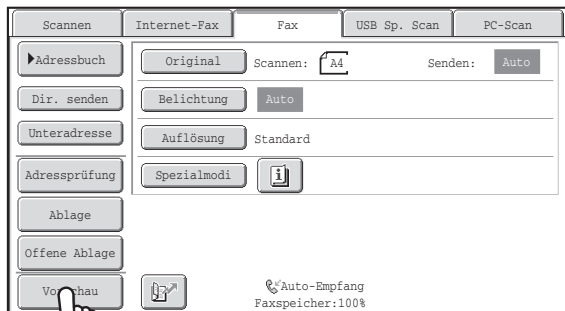 Scannen Internet-Fax Fax USB Sp. Scan PC-Scan
Adressbuch Original Scannen: A4 Senden: Auto
Dir. senden Belichtung Auto
Unteradresse Auflösung Standard
Adressprüfung Spezialmodi
Ablage
Offene Ablage
Vorschau Auto-Empfang
Faxspeicher:100%